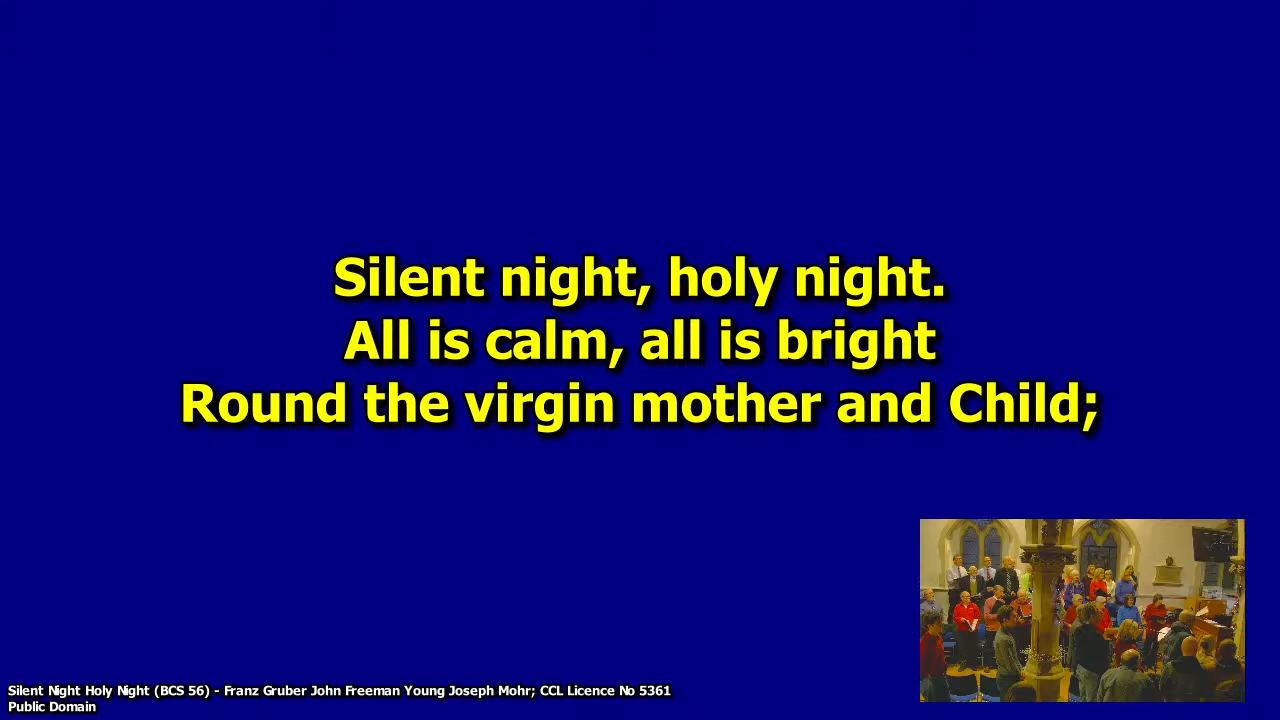 Silent night, holy night.
All is calm, all is bright
Round the virgin mother and Child;
Silent Night Holy Night (BCS 56) - Franz Gruber John Freeman Young Joseph Mohr; CCL Licence No 5361
Public Domain